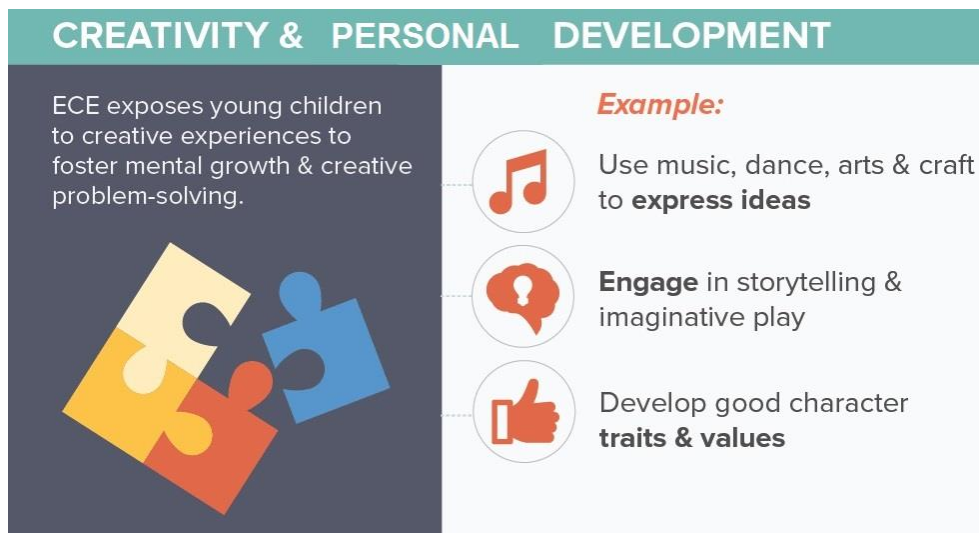 CREATIVITY & PERSONAL DEVELOPMENT
ECE exposes young children
to creative experiences to
foster mental growth & creative
problem-solving.
Example:
Use music, dance, arts & craft
to express ideas
Engage in storytelling &
imaginative play
Develop good character
traits & values